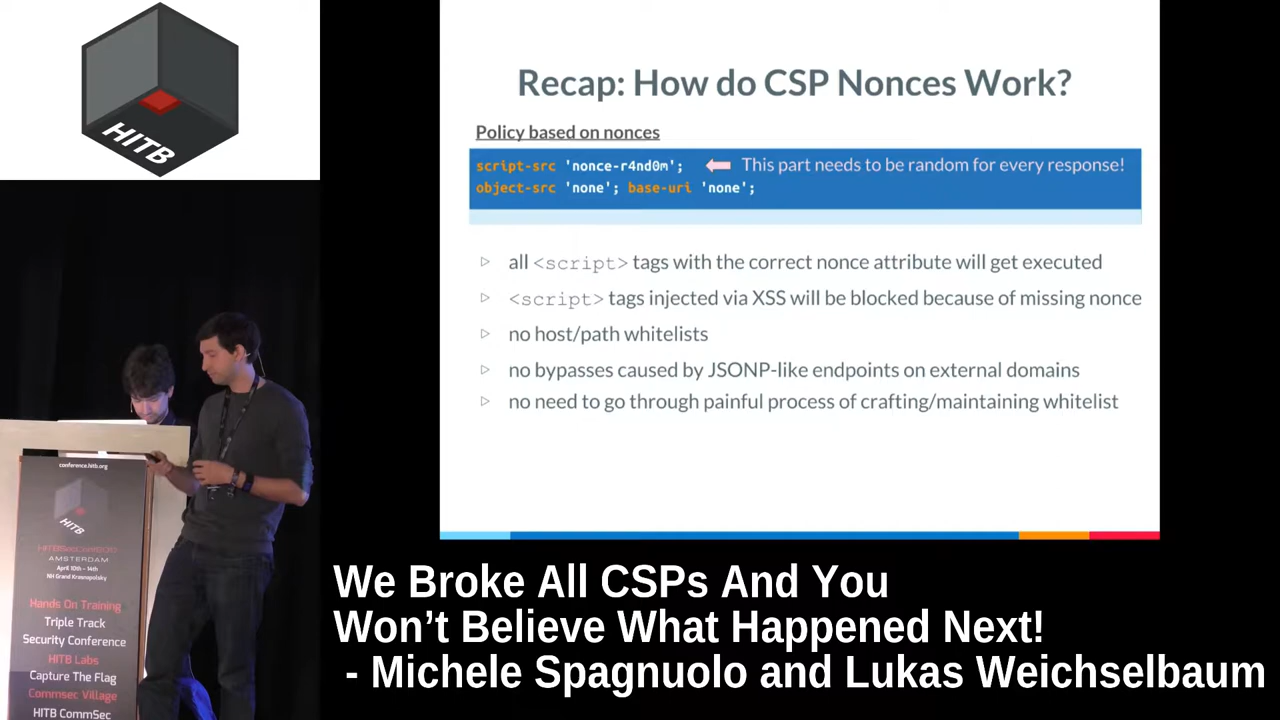 HITB
Recap: How do CSP Nonces Work?
Policy based on nonces
script-src 'nonce-r4nd0m'; This part needs to be random for every response!
object-src 'none'; base-uri 'none';
all <script> tags with the correct nonce attribute will get executed
<script> tags injected via XSS will be blocked because of missing nonce
no host/path whitelists
no bypasses caused by JSONP-like endpoints on external domains
no need to go through painful process of crafting/maintaining whitelist
conference.hitb.org
HITB
AMSTERDAM
April 10th - 14th
NH Grand Krasnapolsky
Hands On Training
Triple Track
Security Conference
HITB Labs
Capture The Flag
Commsec Village
HITB CommSec
We Broke All CSPs And You
Won’t Believe What Happened Next!
- Michele Spagnuolo and Lukas Weichselbaum